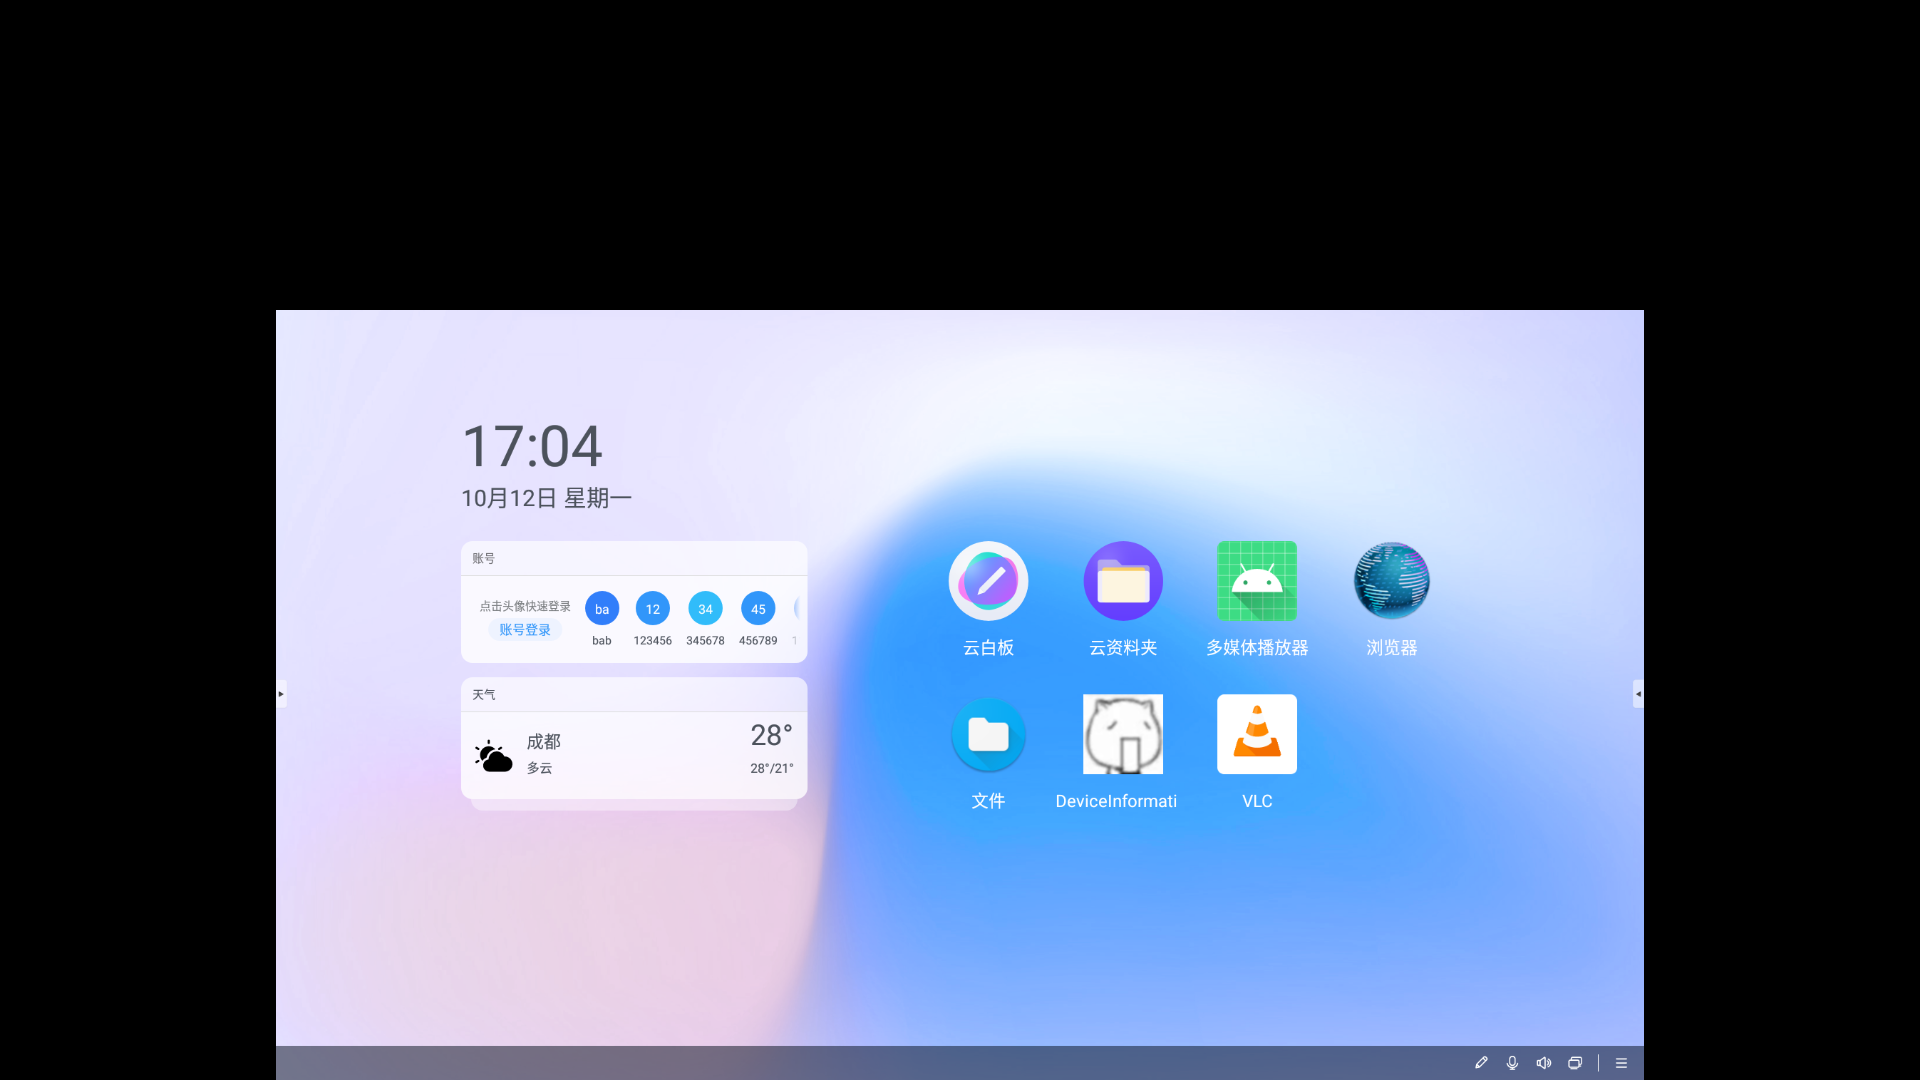 17:04
10月12日 星期一
账号
点击头像快速登录
账号登录
ba
12
34
45
bab
123456
345678
456789
天气
成都
多云
28°
28°/21°
云白板
云资料夹
多媒体播放器
浏览器
文件
DeviceInformati
VLC